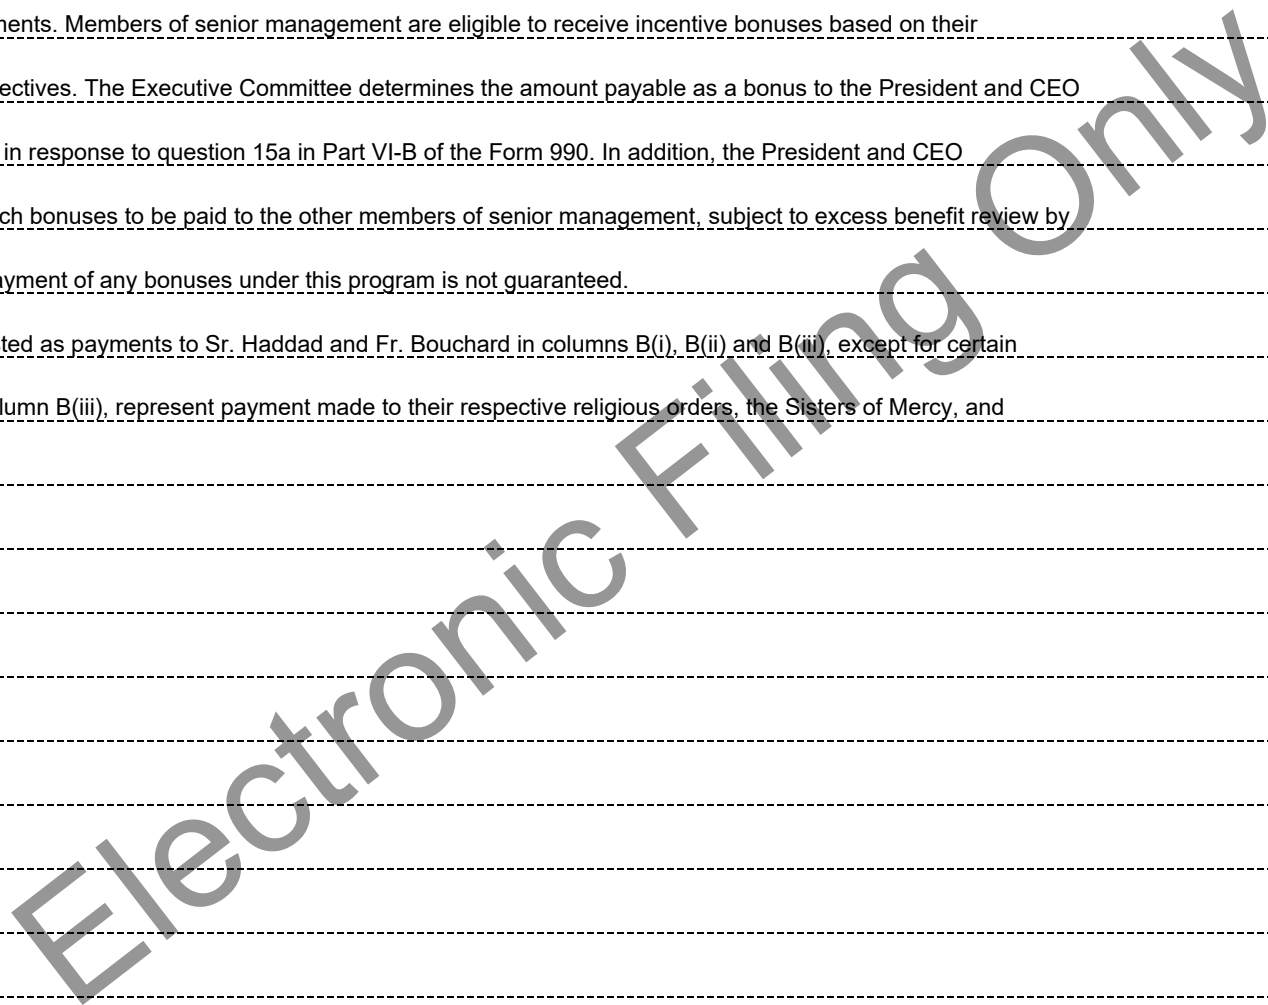 ments. Members of senior management are eligible to receive incentive bonuses based on their
ectives. The Executive Committee determines the amount payable as a bonus to the President and CEO
in response to question 15a in Part VI-B of the Form 990. In addition, the President and CEO
ch bonuses to be paid to the other members of senior management, subject to excess benefit review by
ayment of any bonuses under this program is not guaranteed.
sted as payments to Sr. Haddad and Fr. Bouchard in columns B(i), B(ii) and B(iii), except for certain
lumn B(iii), represent payment made to their respective religious orders, the Sisters of Mercy, and
Electronic Filing Only